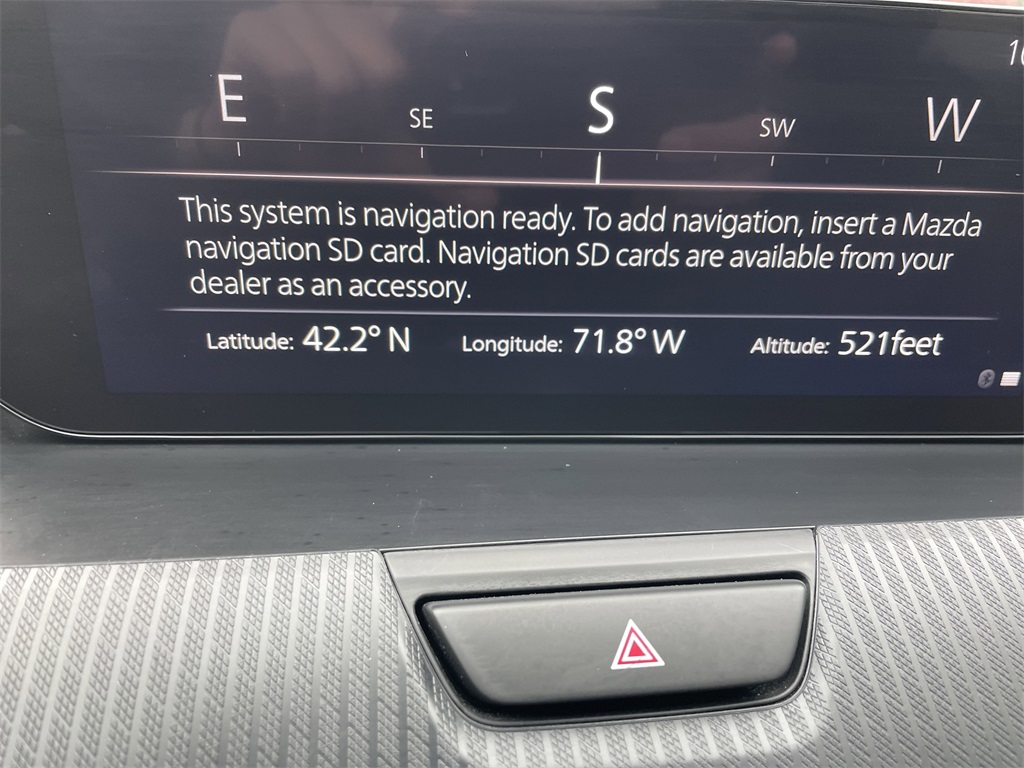 E SE S SW W
This system is navigation ready. To add navigation, insert a Mazda
navigation SD card. Navigation SD cards are available from your
dealer as an accessory.
Latitude: 42.2° N Longitude: 71.8° W Altitude: 521feet